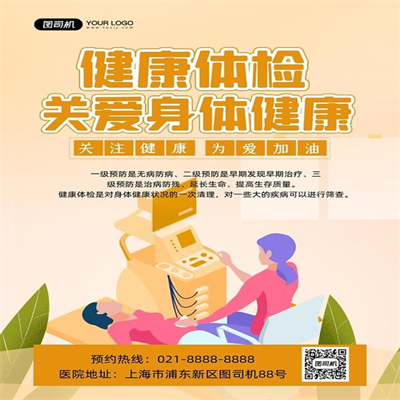 图司机 YOUR LOGO
健康体检
关爱身体健康
关注健康 为爱加油
一级预防是无病防病、二级预防是早期发现早期治疗、三
级预防是治病防残、延长生命、提高生存质量。
健康体检是对身体健康状况的一次清理,对一些大的疾病可以进行筛查。
预约热线:021-8888-8888
医院地址:上海市浦东新区图司机88号
图司机